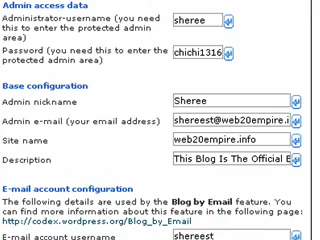 Admin access data
Administrator-username (you need sheree
this to enter the protected admin
area)
Password (you need this to enter the chichi1316
protected admin area)
Base configuration
Admin nickname Sheree
Admin e-mail (your email address) shereest@web20empire.i
Site name web20empire.info
Description This Blog Is The Official B
E-mail account configuration
The following details are used by the Blog by Email feature. You
can find more information about this feature in the following page:
http://codex.wordpress.org/Blog_by_Email
E-mail account username shereest